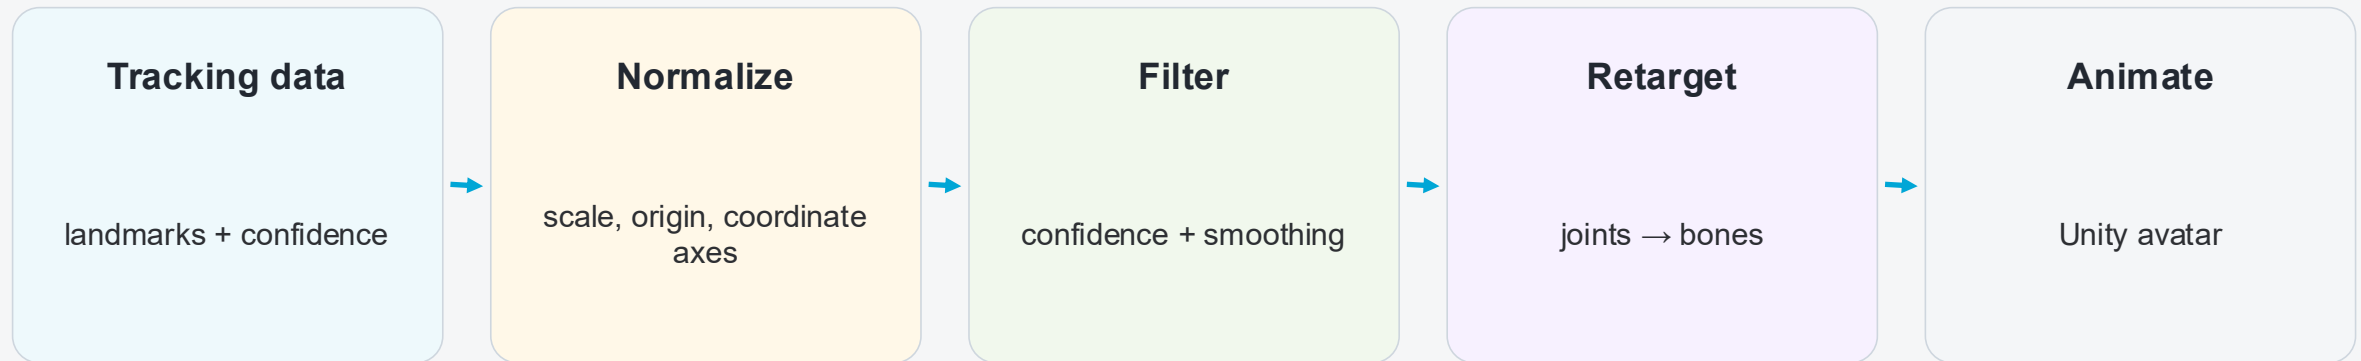 Tracking data
landmarks + confidence
Normalize
scale, origin, coordinate
axes
Filter
confidence + smoothing
Retarget
joints → bones
Animate
Unity avatar